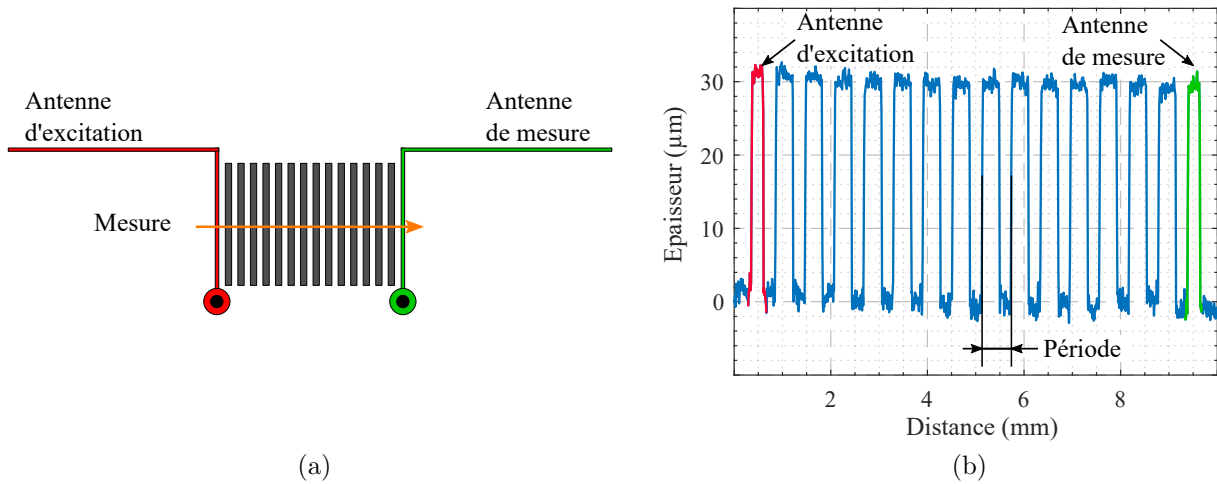 Antenne
d'excitation
Antenne
de mesure
Mesure
(a)
Antenne
d'excitation
Antenne
de mesure
Epaisseur (µm)
30
20
10
0
Période
2
4
6
8
Distance (mm)
(b)